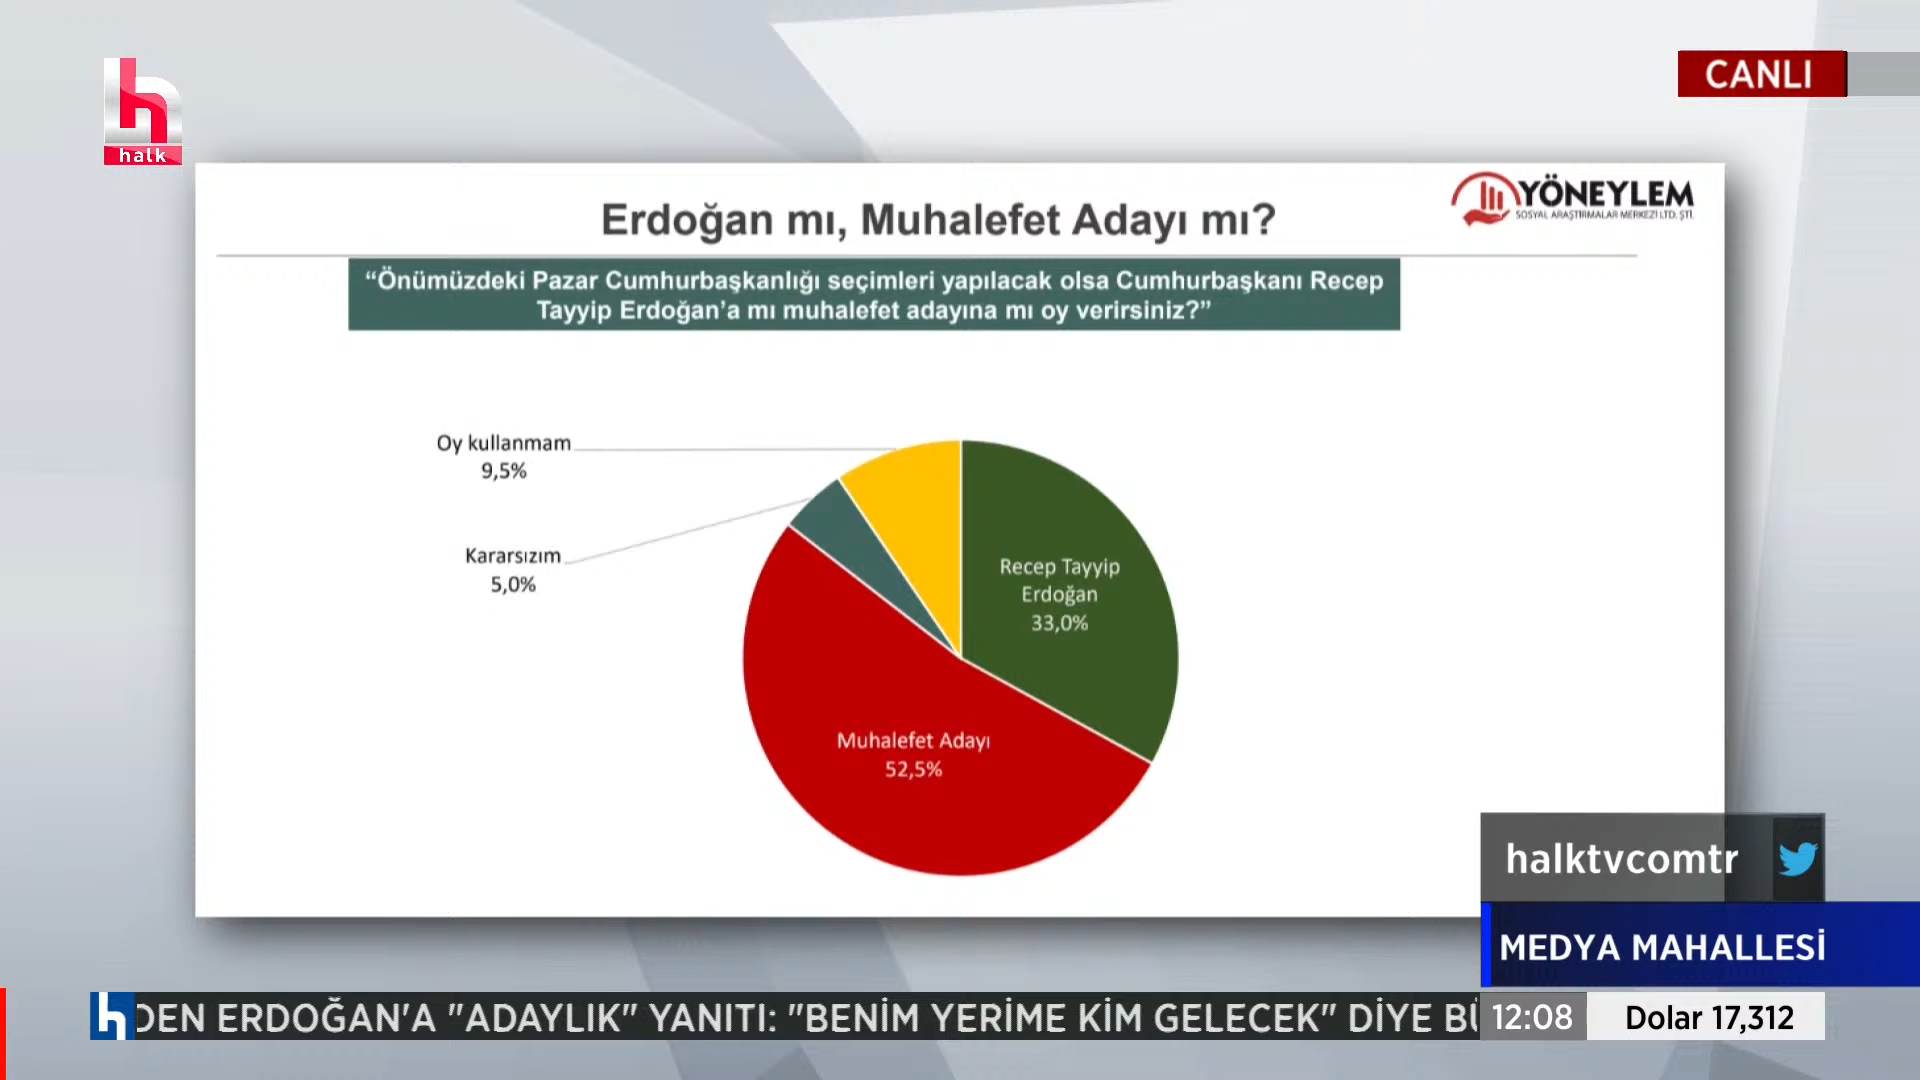 halk
CANLI
YÖNEYLEM
SOSYAL ARAŞTIRMALAR MERKEZİ LTD. ŞTİ.
Erdoğan mı, Muhalefet Adayı mı?
“Önümüzdeki Pazar Cumhurbaşkanlığı seçimleri yapılacak olsa Cumhurbaşkanı Recep
Tayyip Erdoğan’a mı muhalefet adayına mı oy verirsiniz?”
Oy kullanmam
9,5%
Kararsızım
5,0%
Recep Tayyip
Erdoğan
33,0%
Muhalefet Adayı
52,5%
halktvcomtr
MEDYA MAHALLESİ
DEN ERDOĞAN'A "ADAYLIK" YANITI: "BENİM YERİME KİM GELECEK" DİYE BÜ
12:08
Dolar 17,312